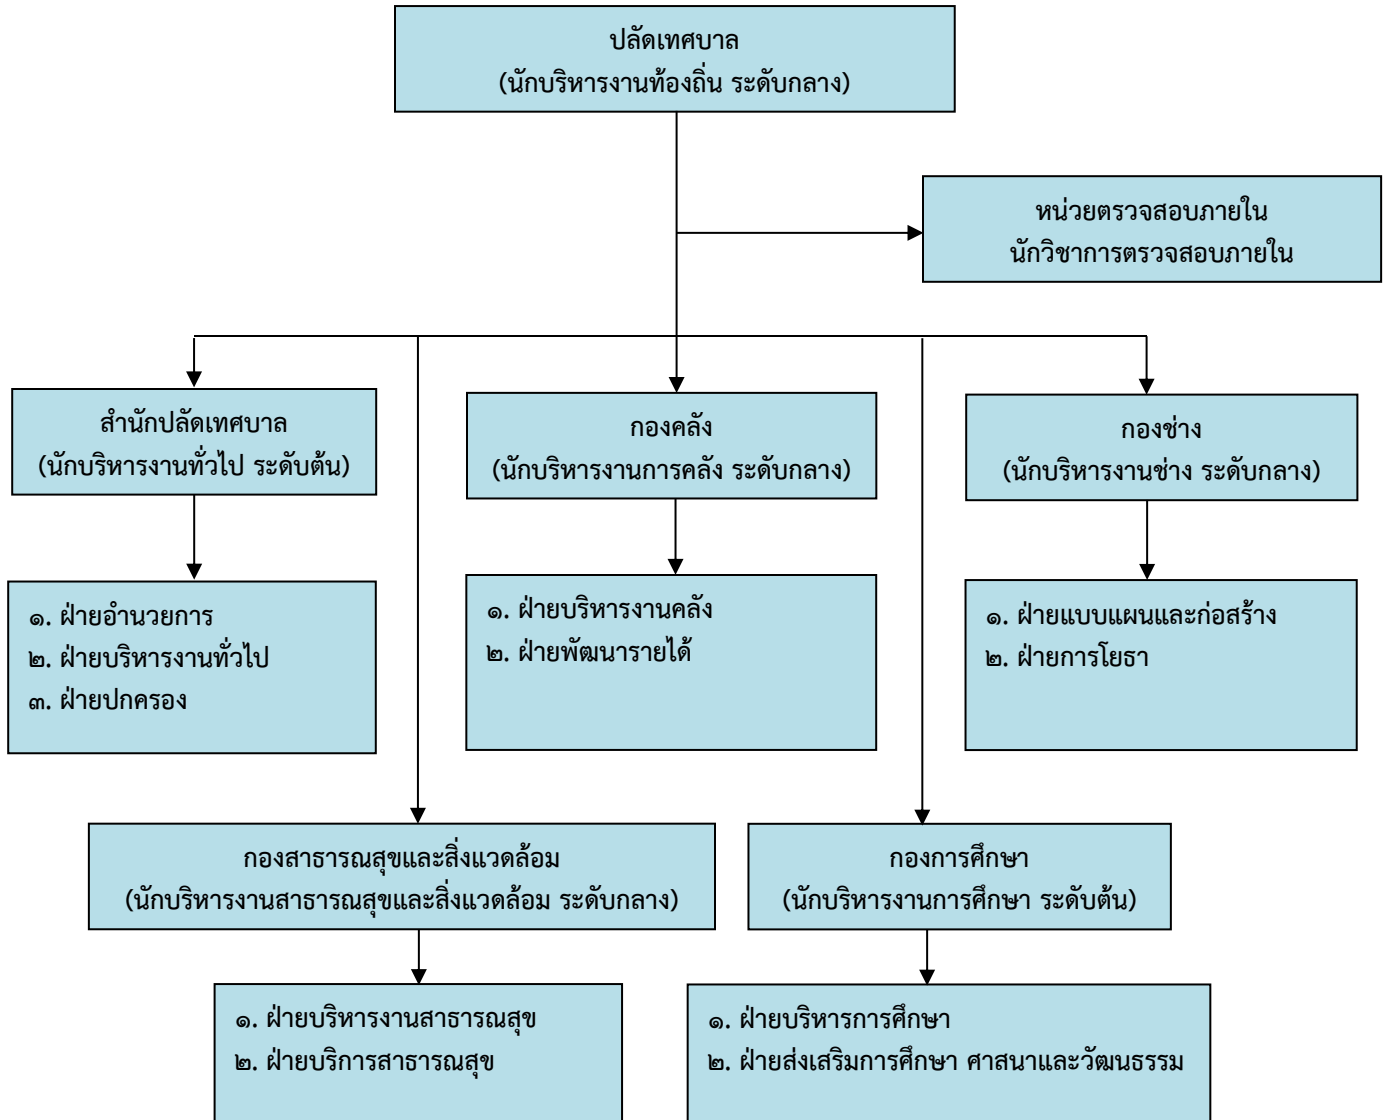 ปลัดเทศบาล
(นักบริหารงานท้องถิ่น ระดับกลาง)
หน่วยตรวจสอบภายใน
นักวิชาการตรวจสอบภายใน
สำนักปลัดเทศบาล
(นักบริหารงานทั่วไป ระดับต้น)
กองคลัง
(นักบริหารงานการคลัง ระดับกลาง)
กองช่าง
(นักบริหารงานช่าง ระดับกลาง)
๑. ฝ่ายอำนวยการ
๒. ฝ่ายบริหารงานทั่วไป
๓. ฝ่ายปกครอง
๑. ฝ่ายบริหารงานคลัง
๒. ฝ่ายพัฒนารายได้
๑. ฝ่ายแบบแผนและก่อสร้าง
๒. ฝ่ายการโยธา
กองสาธารณสุขและสิ่งแวดล้อม
(นักบริหารงานสาธารณสุขและสิ่งแวดล้อม ระดับกลาง)
กองการศึกษา
(นักบริหารงานการศึกษา ระดับต้น)
๑. ฝ่ายบริหารงานสาธารณสุข
๒. ฝ่ายบริการสาธารณสุข
๑. ฝ่ายบริหารการศึกษา
๒. ฝ่ายส่งเสริมการศึกษา ศาสนาและวัฒนธรรม